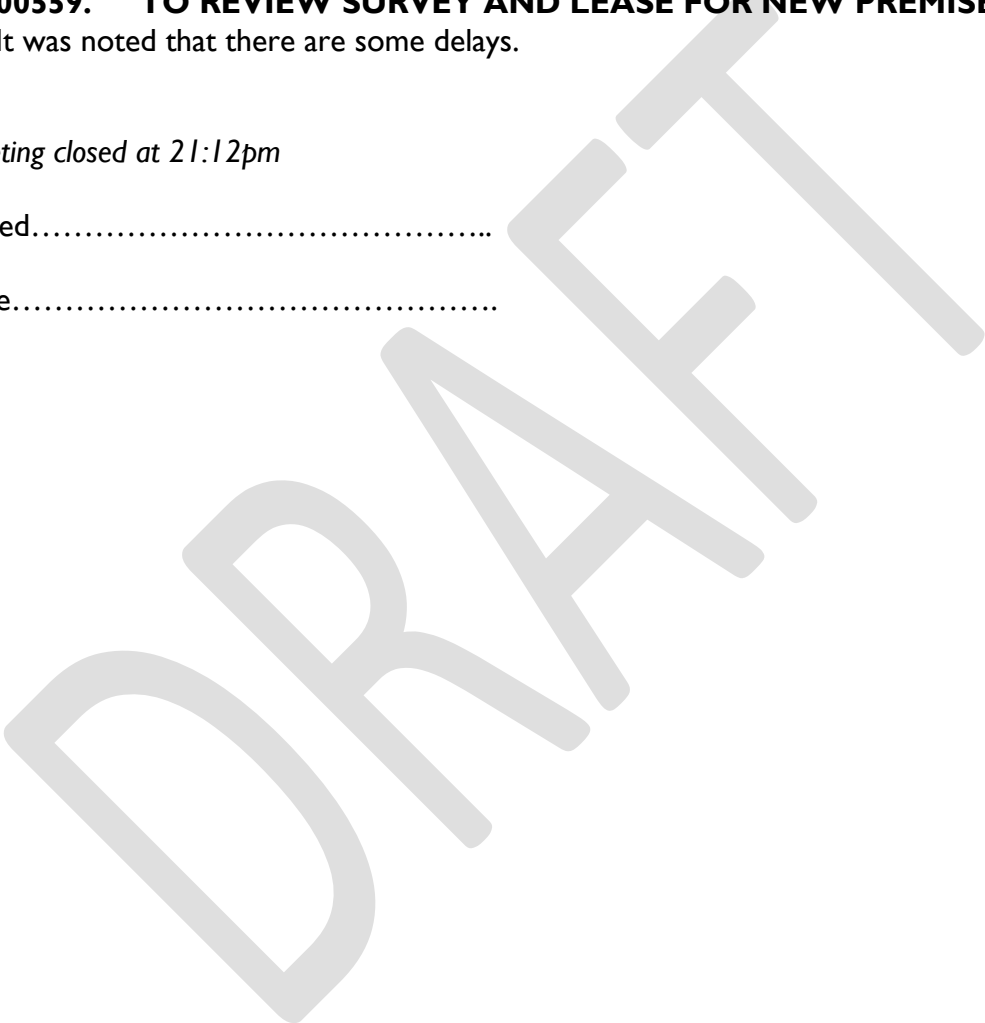 00559. TO REVIEW SURVEY AND LEASE FOR NEW PREMISE
It was noted that there are some delays.
ting closed at 21:12pm
ed……………………………………..
e……………………………………….
DRAFT